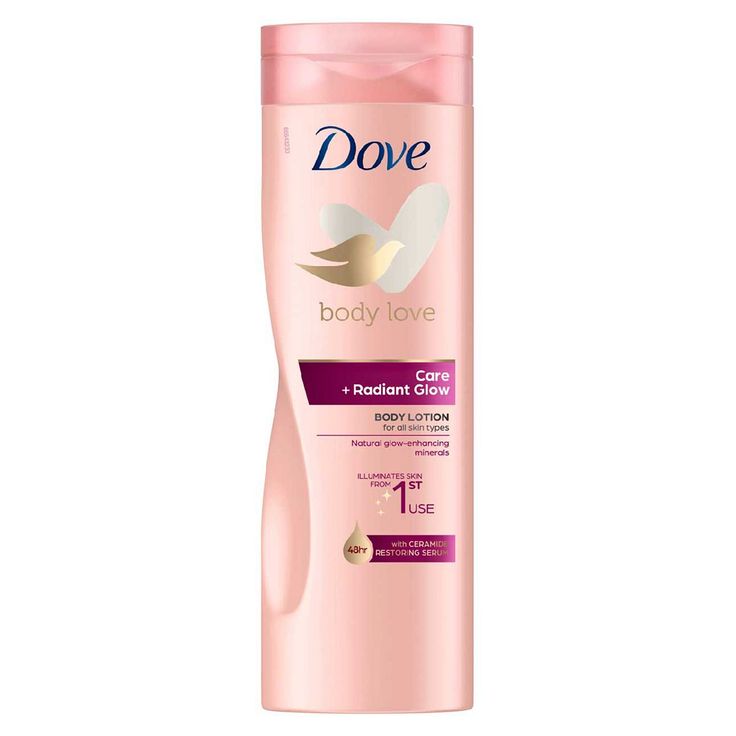 Dove
body love
Care
+ Radiant Glow
BODY LOTION
for all skin types
Natural glow-enhancing
minerals
ILLUMINATES SKIN
FROM 1ST
USE
48hr
with CERAMIDE
RESTORING SERUM